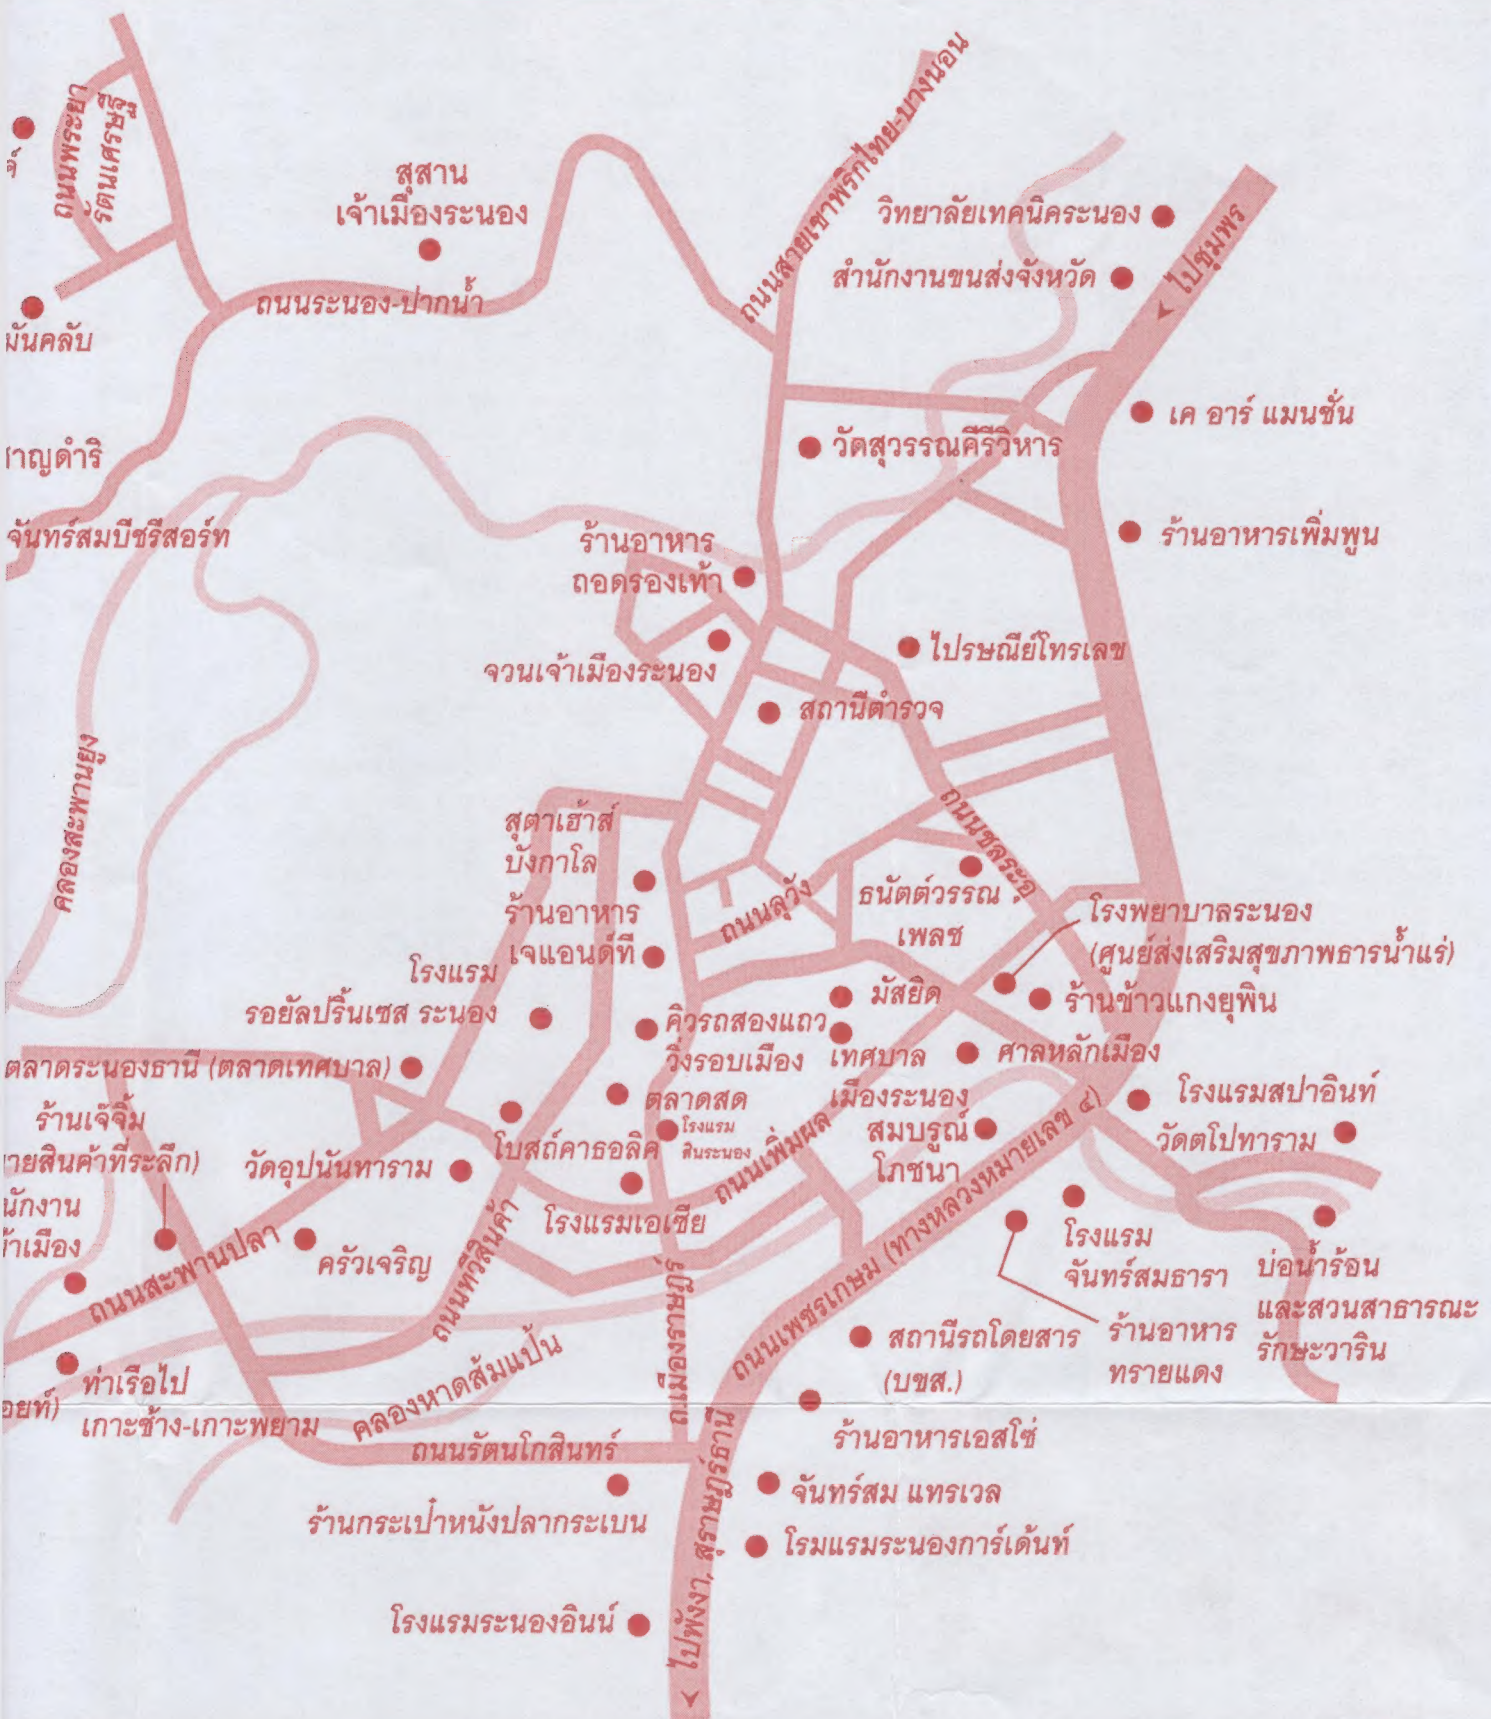 ถนนพระยา
รัตนเศรษฐี
สุสาน
เจ้าเมืองระนอง
ถนนระนอง-ปากน้ำ
ถนนสายเขาพริกไทย-บางนอน
วิทยาลัยเทคนิคระนอง
สำนักงานขนส่งจังหวัด
ไปชุมพร
มันคลับ
เค อาร์ แมนชั่น
วัดสุวรรณคีรีวิหาร
าญดำริ
จันทร์สมบีชรีสอร์ท
ร้านอาหารเพิ่มพูน
ร้านอาหาร
ถอดรองเท้า
ไปรษณีย์โทรเลข
จวนเจ้าเมืองระนอง
สถานีตำรวจ
คลองสะพานยูง
ถนนชลระอุ
สุตาเฮ้าส์
บังกาโล
ร้านอาหาร
เจแอนด์ที
ถนนลุวัง
ธนัตต์วรรณ
เพลซ
โรงพยาบาลระนอง
(ศูนย์ส่งเสริมสุขภาพธารน้ำแร่)
โรงแรม
รอยัลปริ้นเซส ระนอง
มัสยิด
ร้านข้าวแกงยุพิน
คิวรถสองแถว
วิ่งรอบเมือง
เทศบาล
เมืองระนอง
ศาลหลักเมือง
ตลาดระนองธานี (ตลาดเทศบาล)
ตลาดสด
โรงแรม
สินระนอง
โรงแรมสปาอินท์
วัดตโปทาราม
ร้านเจ๊จิ้ม
ายสินค้าที่ระลึก)
วัดอุปนันทาราม
โบสถ์คาธอลิค
สมบรูณ์
โภชนา
ถนนเพิ่มผล
ถนนเพชรเกษม (ทางหลวงหมายเลข ๔)
นักงาน
้าเมือง
ครัวเจริญ
โรงแรมเอเชีย
โรงแรม
จันทร์สมธารา
บ่อน้ำร้อน
และสวนสาธารณะ
รักษะวาริน
ถนนสะพานปลา
ถนนทวีสินค้า
ถ.เมืองราษฎร์
สถานีรถโดยสาร
(บขส.)
ร้านอาหาร
ทรายแดง
ท่าเรือไป
เกาะช้าง-เกาะพยาม
อยท์)
คลองหาดส้มแป้น
ร้านอาหารเอสโซ่
ถนนรัตนโกสินทร์
จันทร์สม แทรเวล
ร้านกระเป๋าหนังปลากระเบน
โรมแรมระนองการ์เด้นท์
โรงแรมระนองอินน์
ไปพังงา, สุราษฎร์ธานี